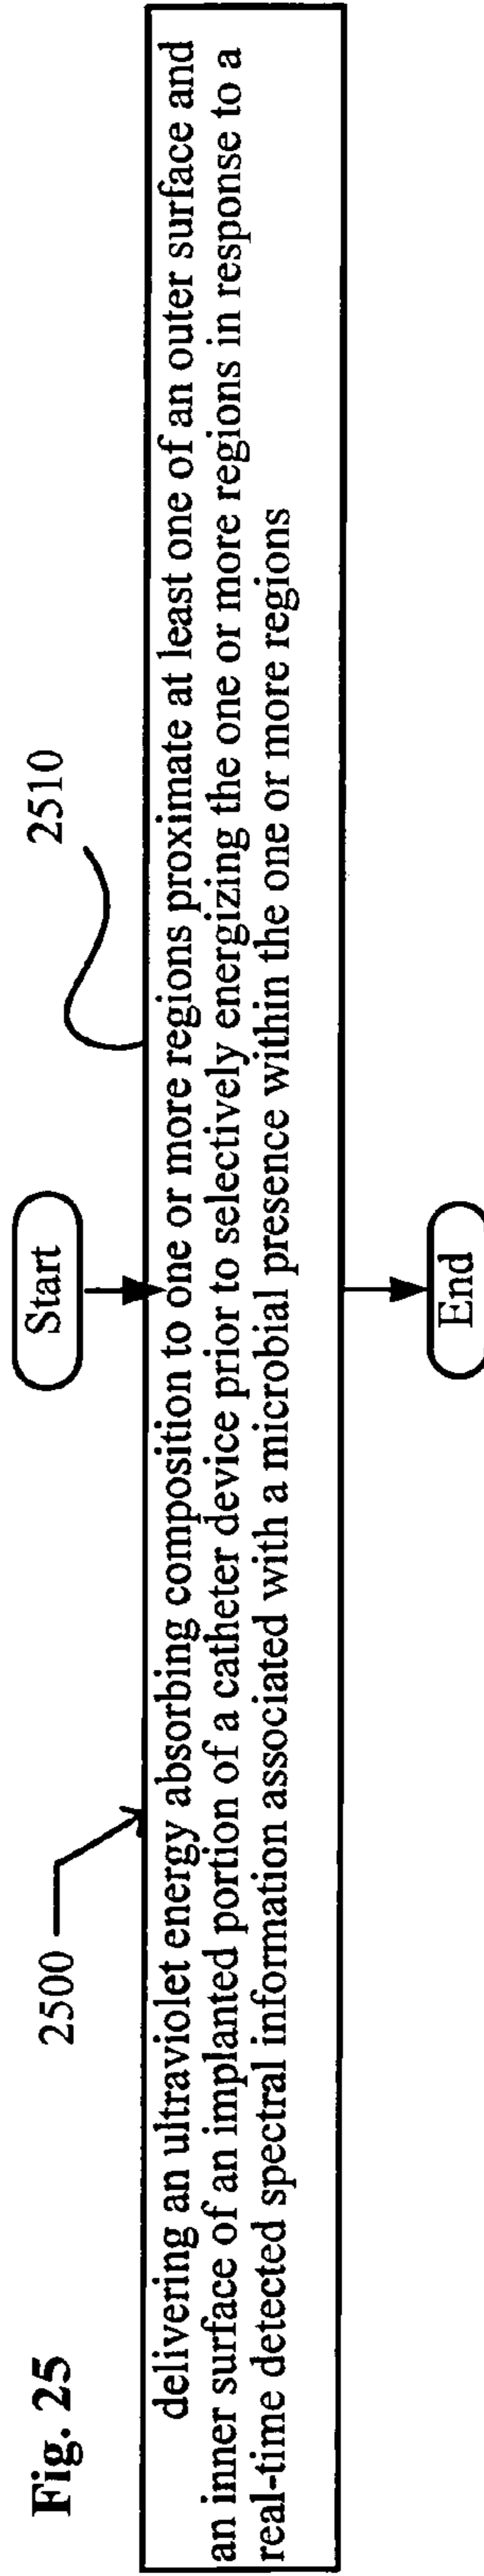 Fig. 25
2500
Start
2510
delivering an ultraviolet energy absorbing composition to one or more regions proximate at least one of an outer surface and
an inner surface of an implanted portion of a catheter device prior to selectively energizing the one or more regions in response to a
real-time detected spectral information associated with a microbial presence within the one or more regions
End